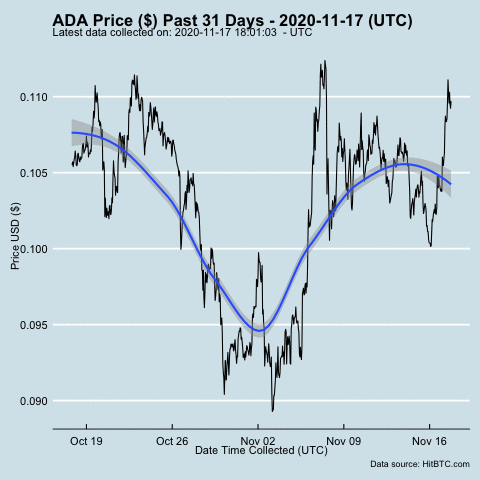 ADA Price ($) Past 31 Days - 2020-11-17 (UTC)
Latest data collected on: 2020-11-17 18:01:03 - UTC
0.110
0.105
0.100
0.095
0.090
Price USD ($)
Oct 19
Oct 26
Nov 02
Nov 09
Nov 16
Date Time Collected (UTC)
Data source: HitBTC.com